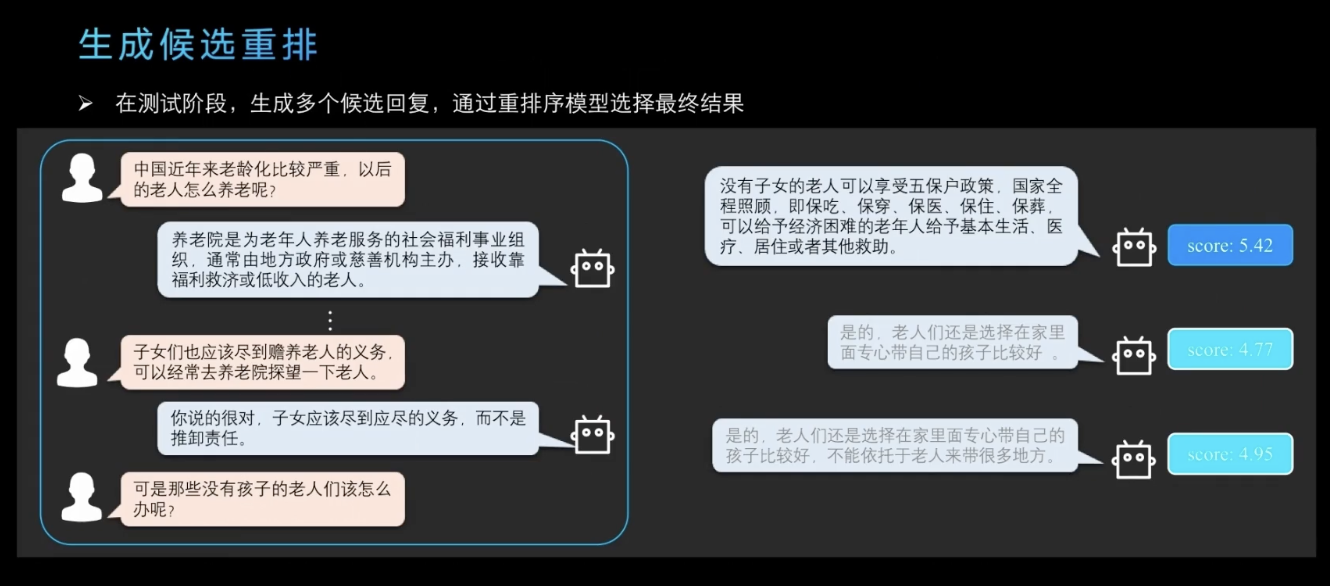 生成候选重排
➢ 在测试阶段，生成多个候选回复，通过重排序模型选择最终结果
中国近年来老龄化比较严重，以后
的老人怎么养老呢？
养老院是为老年人养老服务的社会福利事业组
织，通常由地方政府或慈善机构主办，接收靠
福利救济或低收入的老人。
⋮
子女们也应该尽到赡养老人的义务，
可以经常去养老院探望一下老人。
你说的很对，子女应该尽到应尽的义务，而不是
推卸责任。
可是那些没有孩子的老人们该怎么
办呢？
没有子女的老人可以享受五保户政策，国家全
程照顾，即保吃、保穿、保医、保住、保葬，
可以给予经济困难的老年人给予基本生活、医
疗、居住或者其他救助。
score: 5.42
是的，老人们还是选择在家里
面专心带自己的孩子比较好 。
score: 4.77
是的，老人们还是选择在家里面专心带自己的
孩子比较好，不能依托于老人来带很多地方。
score: 4.95